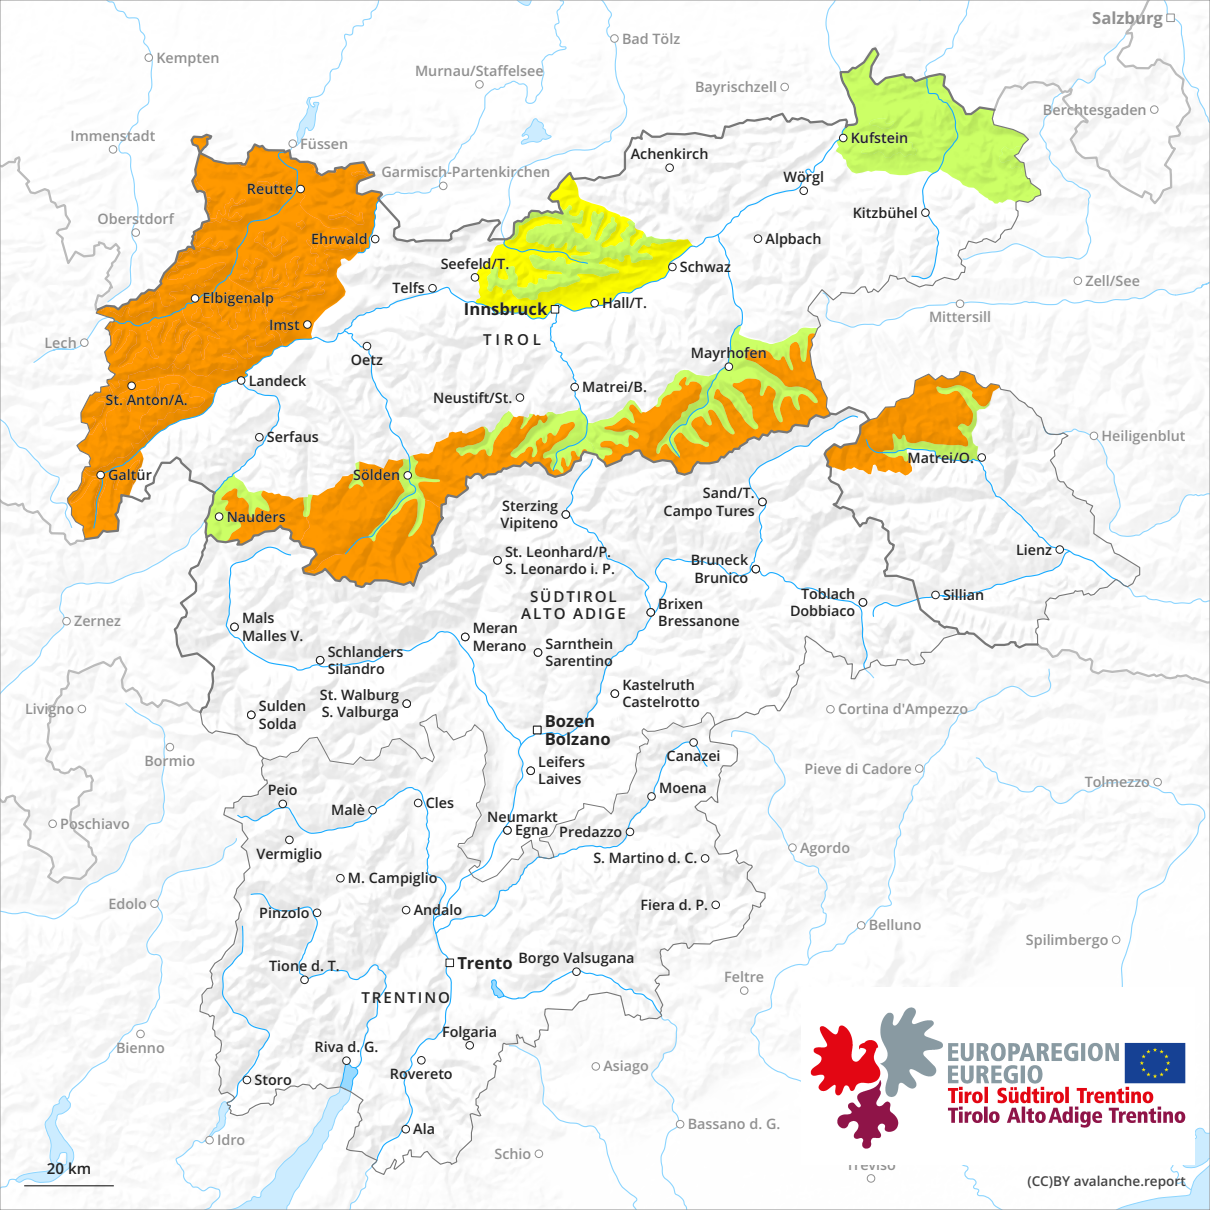 Salzburg
Bad Tölz
Kempten
Murnau/Staffelsee
Bayrischzell
Berchtesgaden
Immenstadt
Füssen
Kufstein
Achenkirch
Garmisch-Partenkirchen
Wörgl
Reutte
Oberstdorf
Kitzbühel
Ehrwald
Alpbach
Seefeld/T.
Schwaz
Zell/See
Telfs
Elbigenalp
Hall/T.
Innsbruck
Mittersill
Imst
TIROL
Lech
Mayrhofen
Oetz
Landeck
Matrei/B.
St. Anton/A.
Neustift/St.
Serfaus
Heiligenblut
Matrei/O.
Galtür
Sölden
Sand/T.
Campo Tures
Sterzing
Vipiteno
Nauders
Lienz
St. Leonhard/P.
S. Leonardo i. P.
Bruneck
Brunico
SÜDTIROL
ALTO ADIGE
Toblach
Dobbiaco
Sillian
Brixen
Bressanone
Zernez
Mals
Malles V.
Meran
Merano
Sarnthein
Sarentino
Schlanders
Silandro
Kastelruth
Castelrotto
St. Walburg
S. Valburga
Livigno
Sulden
Solda
Cortina d'Ampezzo
Bozen
Bolzano
Canazei
Bormio
Leifers
Laives
Pieve di Cadore
Tolmezzo
Peio
Moena
Malè
Cles
Neumarkt
Egna
Predazzo
Poschiavo
Vermiglio
Agordo
S. Martino d. C.
M. Campiglio
Edolo
Pinzolo
Andalo
Fiera d. P.
Belluno
Spilimbergo
Trento
Borgo Valsugana
Tione d. T.
Feltre
TRENTINO
Folgaria
Bienno
Riva d. G.
Rovereto
Asiago
Storo
EUROPAREGION
EUREGIO
Tirol Südtirol Trentino
Tirolo Alto Adige Trentino
Bassano d. G.
Ala
Idro
Schio
Treviso
20 km
(CC)BY avalanche.report